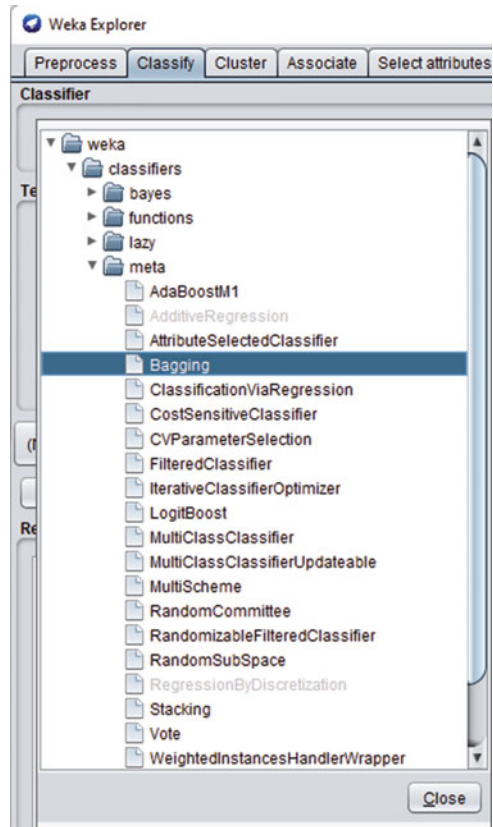 Weka Explorer
Preprocess Classify Cluster Associate Select attributes
Classifier
weka
classifiers
bayes
functions
lazy
meta
AdaBoostM1
AdditiveRegression
AttributeSelectedClassifier
Bagging
ClassificationViaRegression
CostSensitiveClassifier
CVParameterSelection
FilteredClassifier
IterativeClassifierOptimizer
LogitBoost
MultiClassClassifier
MultiClassClassifierUpdateable
MultiScheme
RandomCommittee
RandomizableFilteredClassifier
RandomSubSpace
RegressionByDiscretization
Stacking
Vote
WeightedInstancesHandlerWrapper
Close